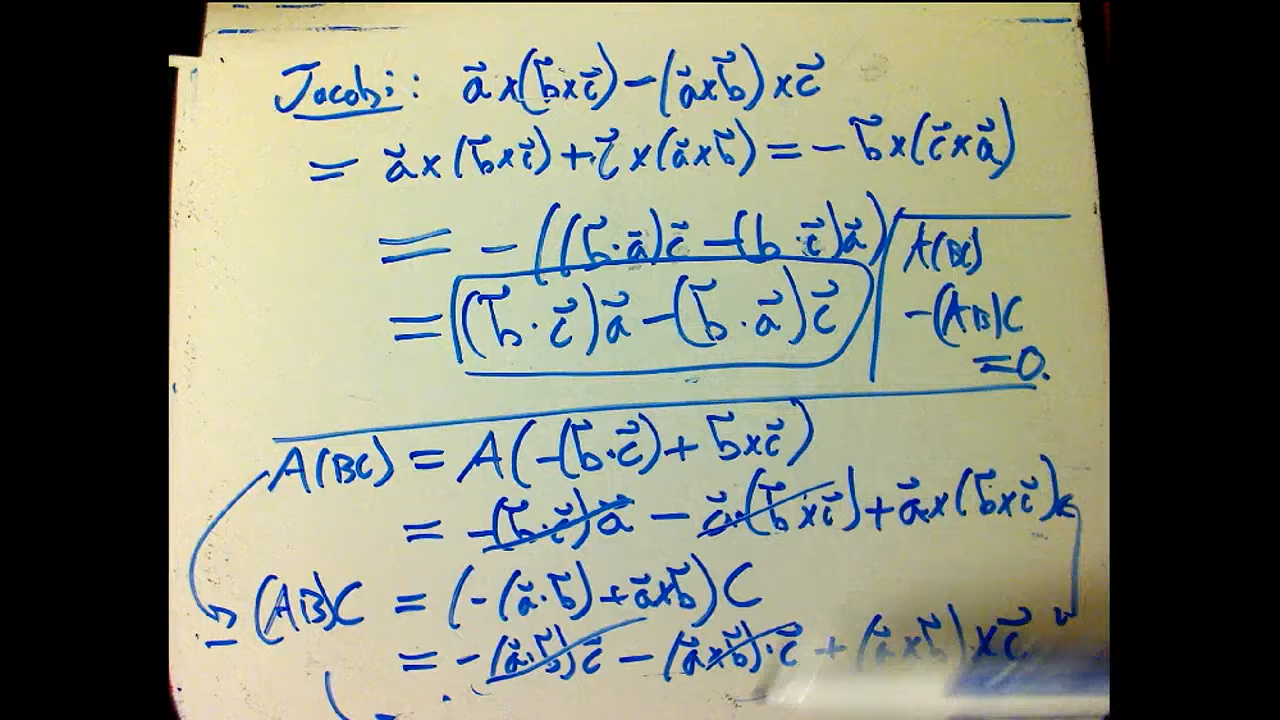 Jacobi: a⃗×(b⃗×c⃗)−(a⃗×b⃗)×c⃗
= a⃗×(b⃗×c⃗)+c⃗×(a⃗×b⃗)=−b⃗×(c⃗×a⃗)
= −((b⃗·a⃗)c⃗−(b·c⃗)a⃗)
= (b⃗·c⃗)a⃗−(b⃗·a⃗)c⃗
A(BC)
−(AB)C
=0.
A(BC) = A(−(b⃗·c⃗)+b⃗×c⃗)
= −(b⃗·c⃗)a⃗ − a⃗·(b⃗×c⃗)+a⃗×(b⃗×c⃗)
− (AB)C = (−(a⃗·b⃗)+a⃗×b⃗)C
= −(a⃗·b⃗)c⃗ − (a⃗×b⃗)·c⃗ + (a⃗×b⃗)×c⃗